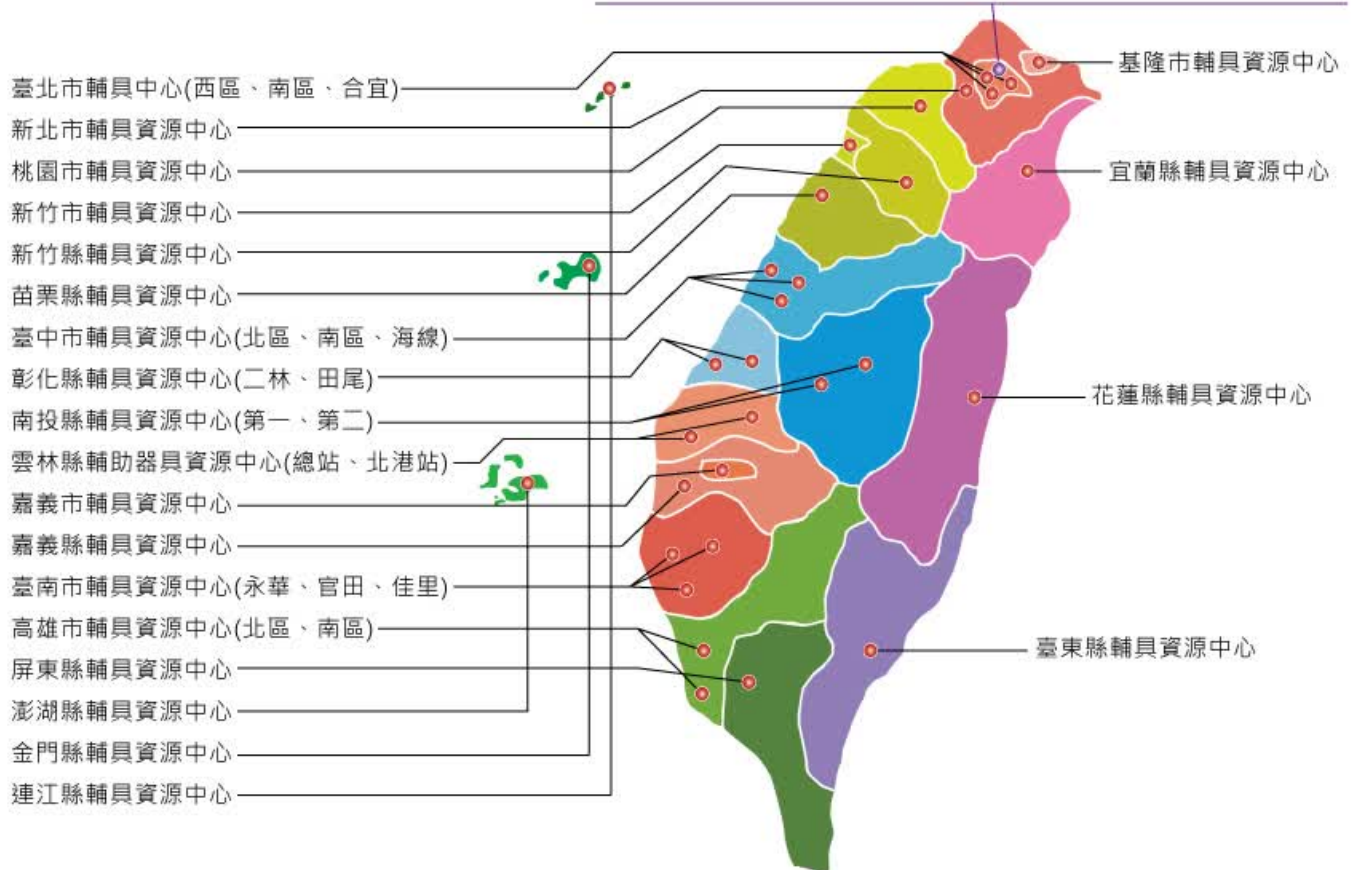 臺北市輔具中心(西區、南區、合宜)
新北市輔具資源中心
桃園市輔具資源中心
新竹市輔具資源中心
新竹縣輔具資源中心
苗栗縣輔具資源中心
臺中市輔具資源中心(北區、南區、海線)
彰化縣輔具資源中心(二林、田尾)
南投縣輔具資源中心(第一、第二)
雲林縣輔助器具資源中心(總站、北港站)
嘉義市輔具資源中心
嘉義縣輔具資源中心
臺南市輔具資源中心(永華、官田、佳里)
高雄市輔具資源中心(北區、南區)
屏東縣輔具資源中心
澎湖縣輔具資源中心
金門縣輔具資源中心
連江縣輔具資源中心
基隆市輔具資源中心
宜蘭縣輔具資源中心
花蓮縣輔具資源中心
臺東縣輔具資源中心